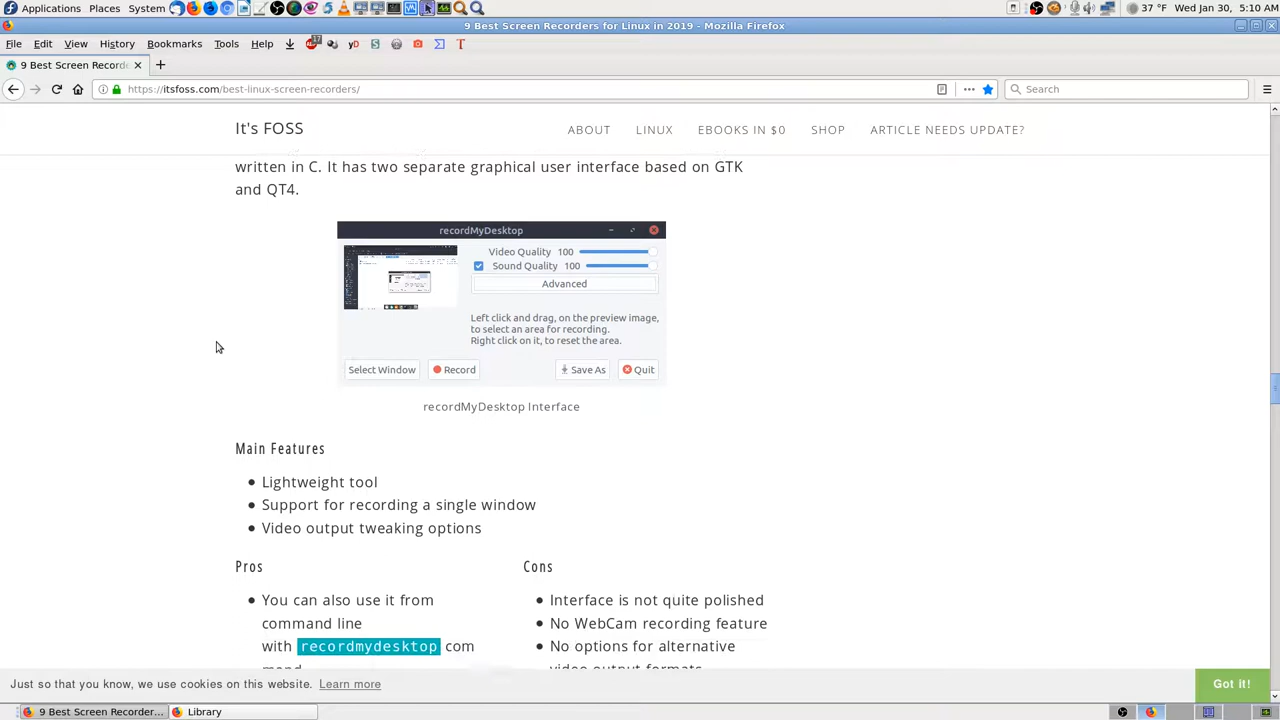 Applications Places System 37 °F Wed Jan 30, 5:10 AM
9 Best Screen Recorders for Linux in 2019 - Mozilla Firefox
File Edit View History Bookmarks Tools Help
9 Best Screen Recorde
https://itsfoss.com/best-linux-screen-recorders/ Search
It's FOSS ABOUT LINUX EBOOKS IN $0 SHOP ARTICLE NEEDS UPDATE?
written in C. It has two separate graphical user interface based on GTK
and QT4.
recordMyDesktop
Video Quality 100
Sound Quality 100
Advanced
Left click and drag, on the preview image,
to select an area for recording.
Right click on it, to reset the area.
Select Window Record Save As Quit
recordMyDesktop Interface
Main Features
Lightweight tool
Support for recording a single window
Video output tweaking options
Pros
You can also use it from
command line
with recordmydesktop com
mand.
Cons
Interface is not quite polished
No WebCam recording feature
No options for alternative
video output formats
Just so that you know, we use cookies on this website. Learn more Got it!
9 Best Screen Recorder... Library